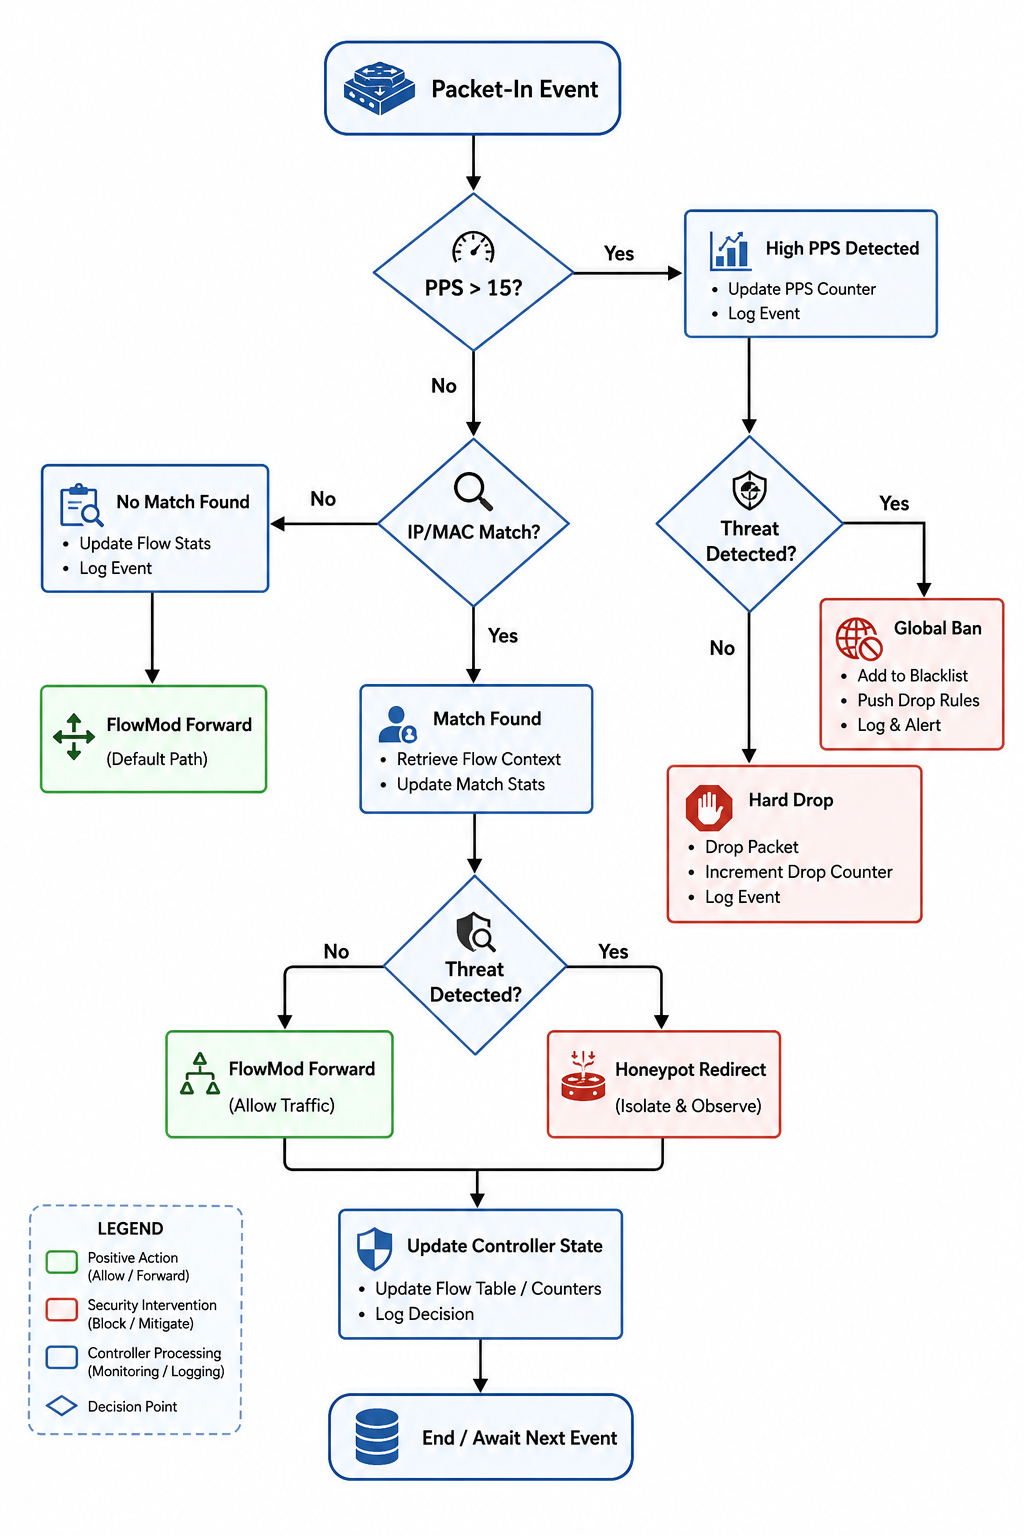 Packet-In Event
PPS > 15?
Yes
High PPS Detected
• Update PPS Counter
• Log Event
No
IP/MAC Match?
No
No Match Found
• Update Flow Stats
• Log Event
FlowMod Forward
(Default Path)
Yes
Match Found
• Retrieve Flow Context
• Update Match Stats
Threat
Detected?
Yes
Global Ban
• Add to Blacklist
• Push Drop Rules
• Log & Alert
No
Hard Drop
• Drop Packet
• Increment Drop Counter
• Log Event
Threat
Detected?
No
FlowMod Forward
(Allow Traffic)
Yes
Honeypot Redirect
(Isolate & Observe)
Update Controller State
• Update Flow Table / Counters
• Log Decision
End / Await Next Event
LEGEND
Positive Action
(Allow / Forward)
Security Intervention
(Block / Mitigate)
Controller Processing
(Monitoring / Logging)
Decision Point